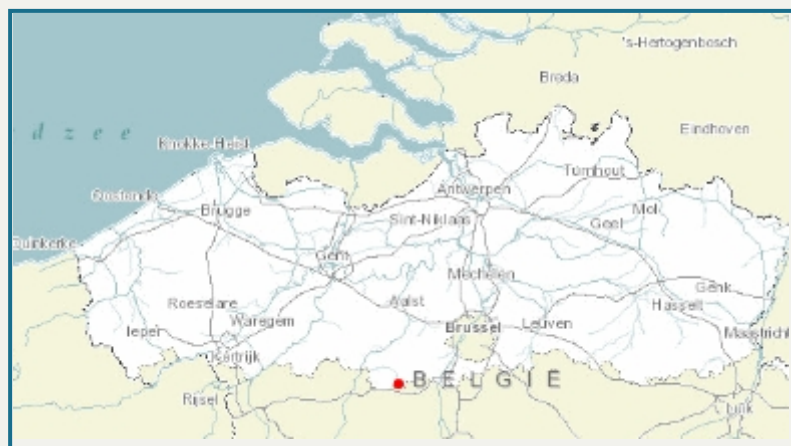 's-Hertogenbosch
Breda
d z e e
Eindhoven
Knokke-Heist
Turnhout
Antwerpen
Oostende
Mol
Brugge
Sint-Niklaas
Geel
Duinkerke
Gent
Mechelen
Genk
Roeselare
Aalst
Hasselt
Waregem
Brussel
Leuven
Ieper
Maastricht
Kortrijk
BELGIË
Rijsel
Luik